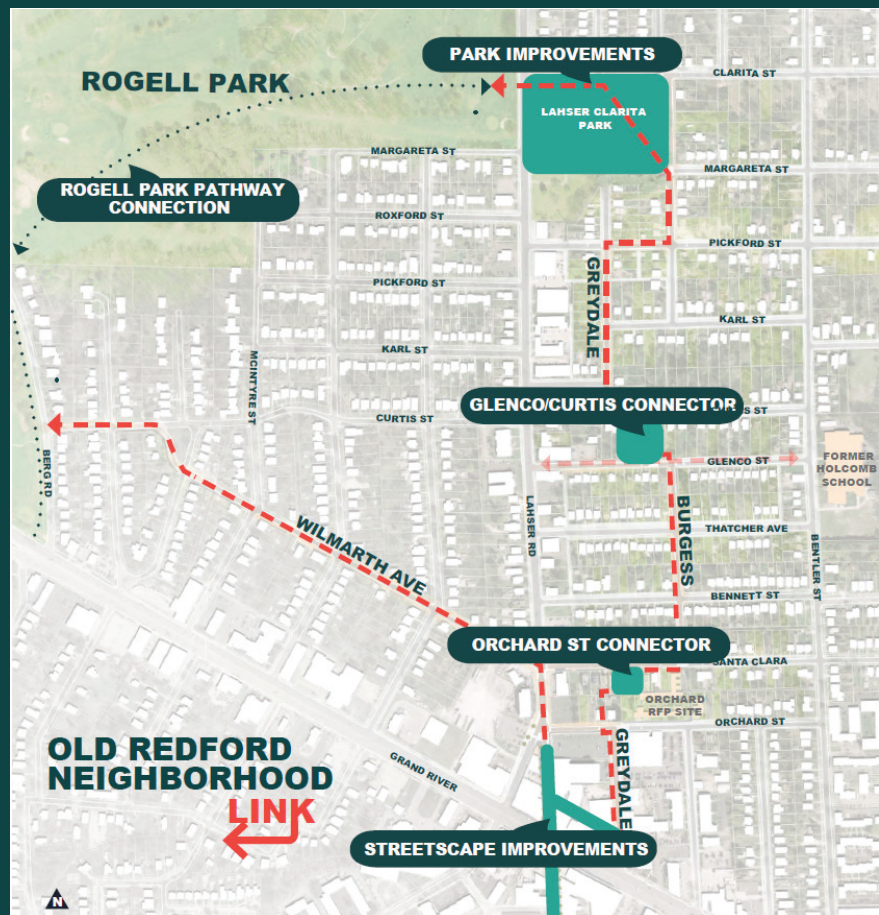 PARK IMPROVEMENTS
CLARITA ST
ROGELL PARK
LAHSER CLARITA
PARK
MARGARETA ST
MARGARETA ST
ROGELL PARK PATHWAY
CONNECTION
ROXFORD ST
PICKFORD ST
GREYDALE
PICKFORD ST
KARL ST
KARL ST
MCINTYRE ST
GLENCO/CURTIS CONNECTOR
CURTIS ST
BERG RD
GLENCO ST
FORMER
HOLCOMB
SCHOOL
LAHSER RD
BURGESS
THATCHER AVE
WILMARTH AVE
BENTLER ST
BENNETT ST
ORCHARD ST CONNECTOR
SANTA CLARA
ORCHARD
RFP SITE
ORCHARD ST
OLD REDFORD
NEIGHBORHOOD
LINK
GRAND RIVER
GREYDALE
STREETSCAPE IMPROVEMENTS
N